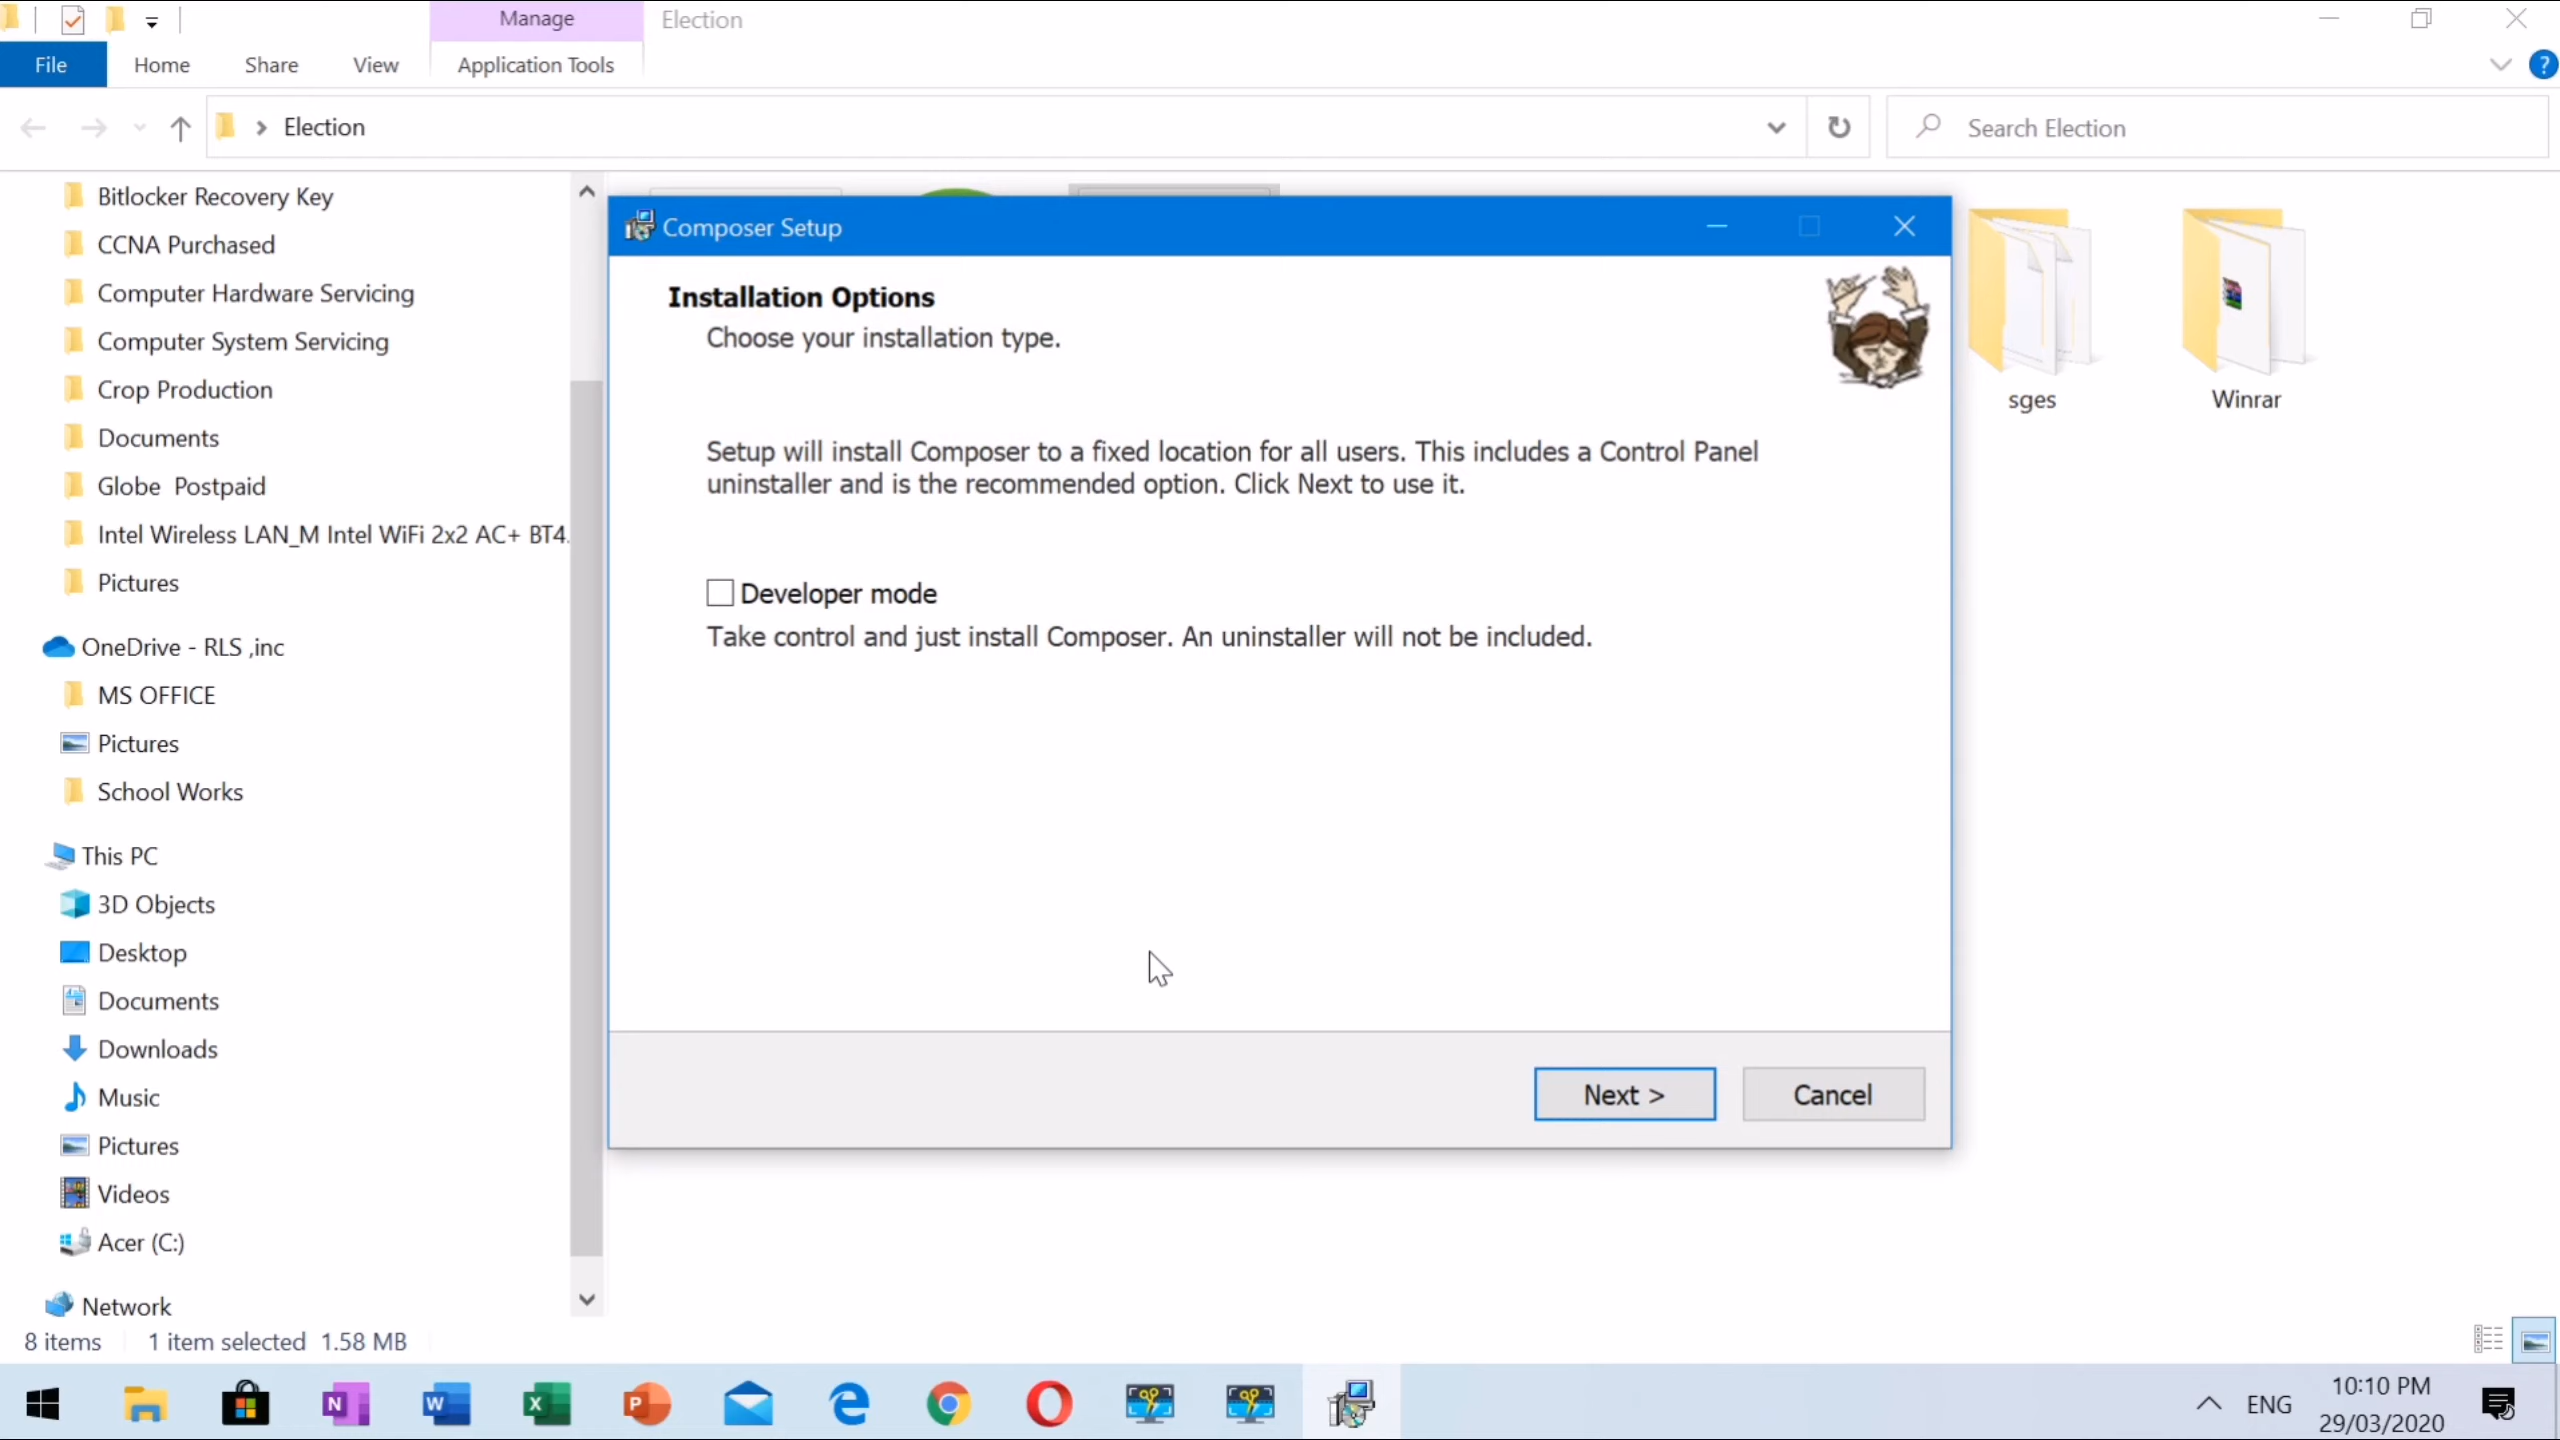 Manage
Election
File
Home
Share
View
Application Tools
Election
Search Election
Bitlocker Recovery Key
CCNA Purchased
Computer Hardware Servicing
Computer System Servicing
Crop Production
Documents
Globe  Postpaid
Intel Wireless LAN_M Intel WiFi 2x2 AC+ BT4.
Pictures
OneDrive - RLS ,inc
MS OFFICE
Pictures
School Works
This PC
3D Objects
Desktop
Documents
Downloads
Music
Pictures
Videos
Acer (C:)
Network
Composer Setup
Installation Options
Choose your installation type.
Setup will install Composer to a fixed location for all users. This includes a Control Panel
uninstaller and is the recommended option. Click Next to use it.
Developer mode
Take control and just install Composer. An uninstaller will not be included.
Next >
Cancel
sges
Winrar
8 items
1 item selected
1.58 MB
ENG
10:10 PM
29/03/2020